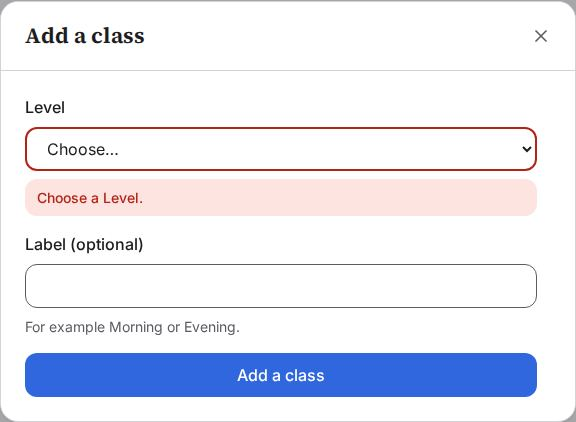 Add a class
Level
Choose...
Choose a Level.
Label (optional)
For example Morning or Evening.
Add a class